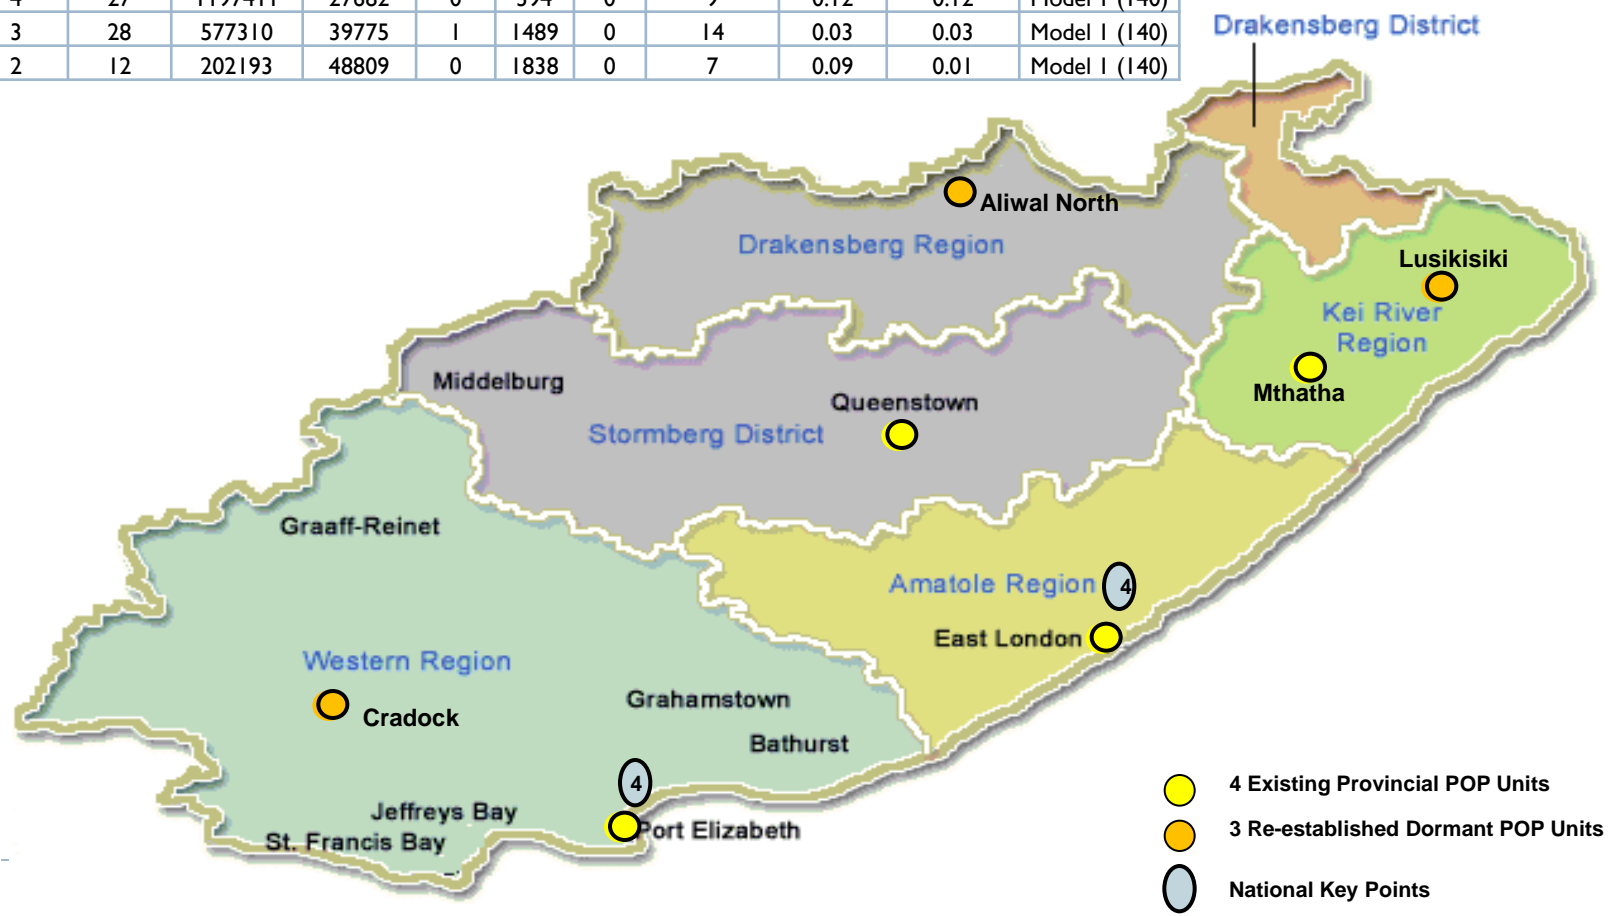 3 28 577310 39775 1 1489 0 14 0.03 0.03 Model 1 (140)
2 12 202193 48809 0 1838 0 7 0.09 0.01 Model 1 (140)
Drakensberg District
Aliwal North
Drakensberg Region
Lusikisiki
Kei River
Region
Mthatha
Middelburg
Queenstown
Stormberg District
Graaff-Reinet
Amatole Region 4
East London
Western Region
Cradock
Grahamstown
Bathurst
4
Jeffreys Bay
Port Elizabeth
St. Francis Bay
4 Existing Provincial POP Units
3 Re-established Dormant POP Units
National Key Points